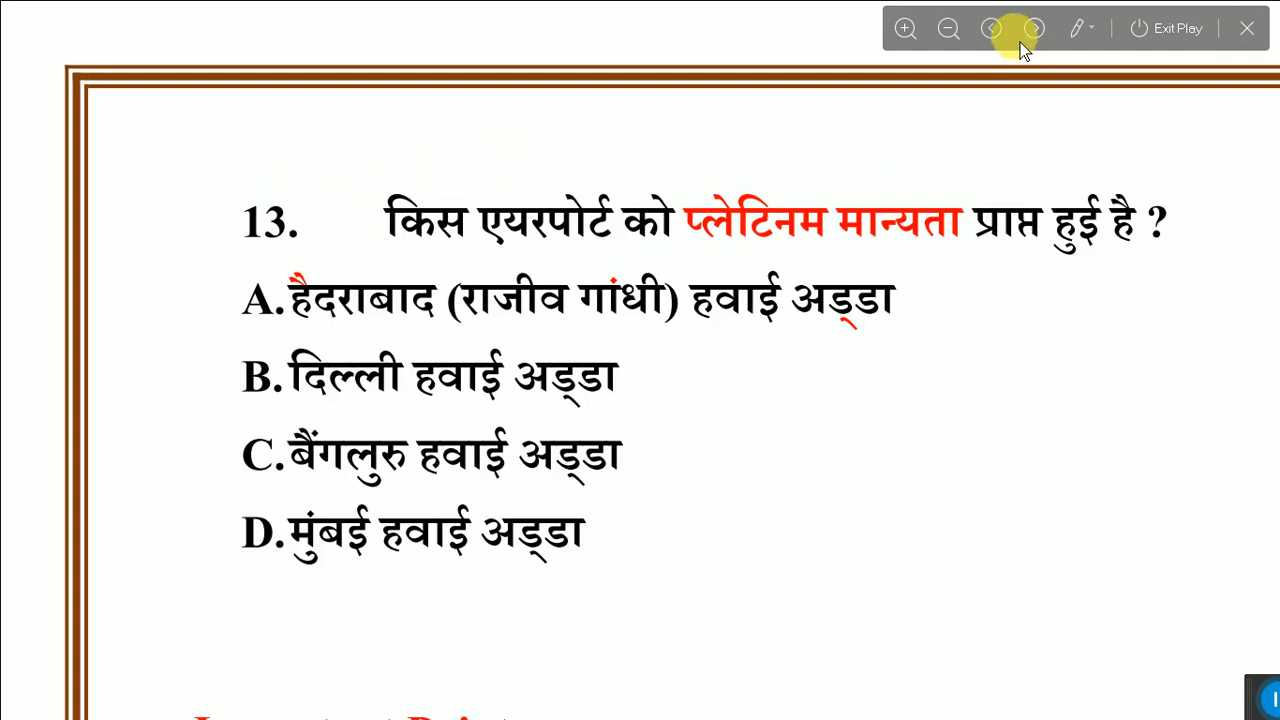 Exit Play
13. किस एयरपोर्ट को प्लेटिनम मान्यता प्राप्त हुई है ?
A.हैदराबाद (राजीव गांधी) हवाई अड्डा
B.दिल्ली हवाई अड्डा
C.बैंगलुरु हवाई अड्डा
D.मुंबई हवाई अड्डा